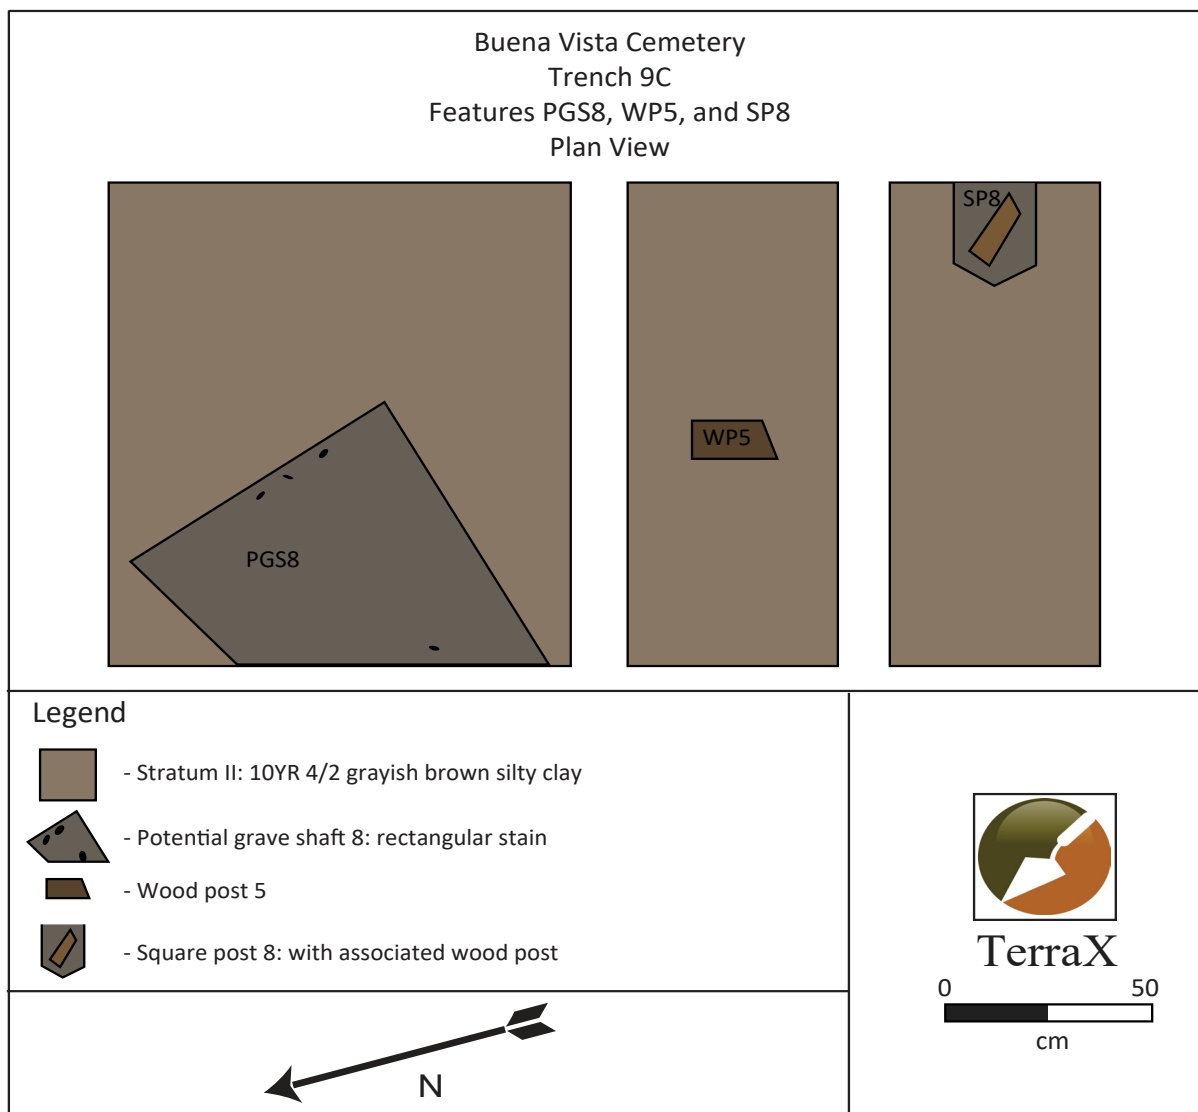 Buena Vista Cemetery
Trench 9C
Features PGS8, WP5, and SP8
Plan View
SP8
WP5
PGS8
Legend
- Stratum II: 10YR 4/2 grayish brown silty clay
- Potential grave shaft 8: rectangular stain
- Wood post 5
- Square post 8: with associated wood post
N
TerraX
0 50
cm